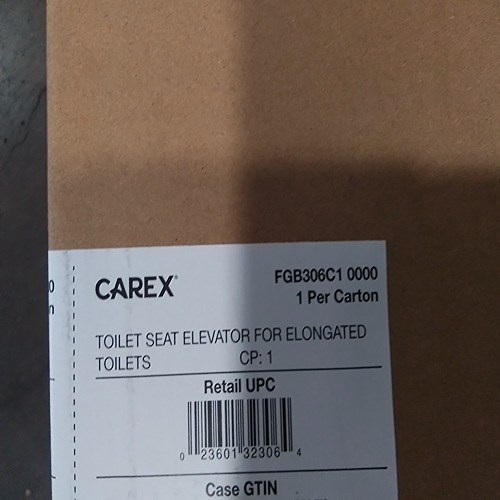 CAREX
FGB306C1 0000
1 Per Carton
TOILET SEAT ELEVATOR FOR ELONGATED
TOILETS CP: 1
Retail UPC
0 23601 32306 4
Case GTIN